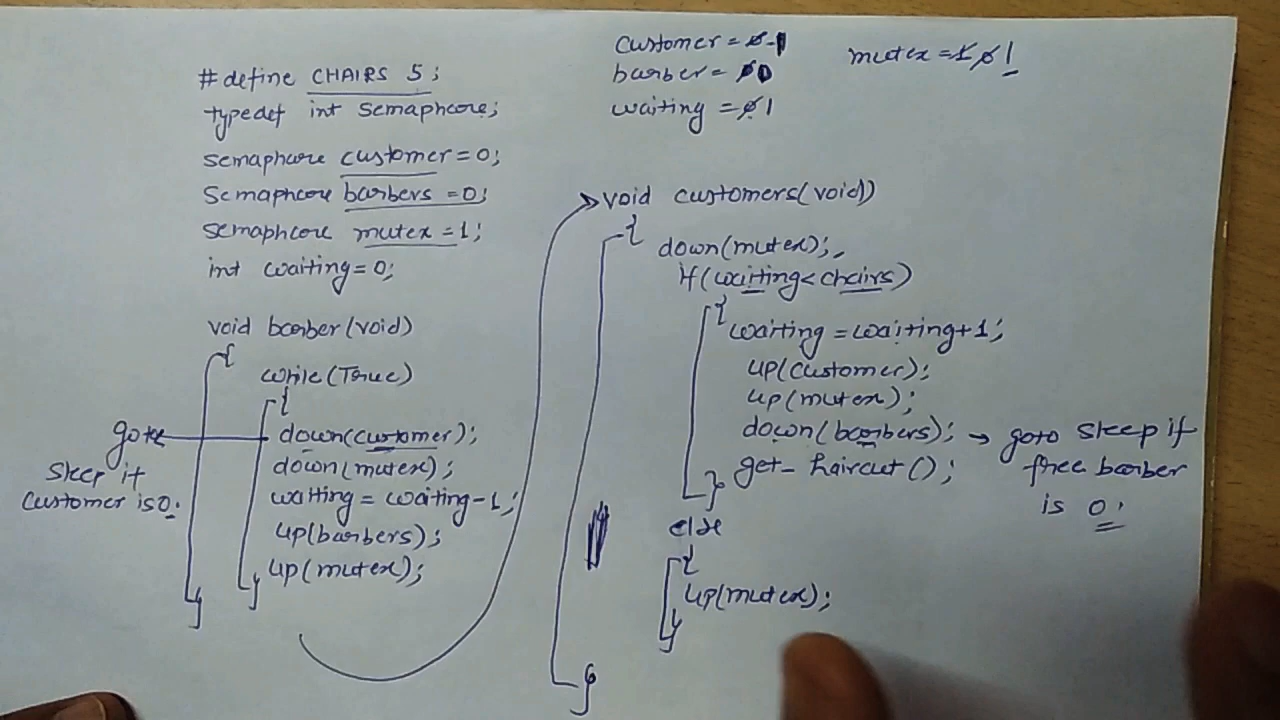 #define CHAIRS 5;
typedef int Semaphore;
Semaphore customer=0;
Semaphore barbers=0;
Semaphore mutex=1;
int waiting=0;
void barber(void)
{
while(True)
{
down(customer);
down(mutex);
waiting = waiting-1;
up(barbers);
up(mutex);
}
}
goto
sleep if
customer is 0.
customer = 0 -1
barber = 0 0
waiting = 0 1
mutex = 1 0 1
void customers(void)
{
down(mutex);
if(waiting<chairs)
{
waiting=waiting+1;
up(customer);
up(mutex);
down(barbers); → goto sleep if
free barber
is 0.
get_haircut();
}
else
{
up(mutex);
}
}